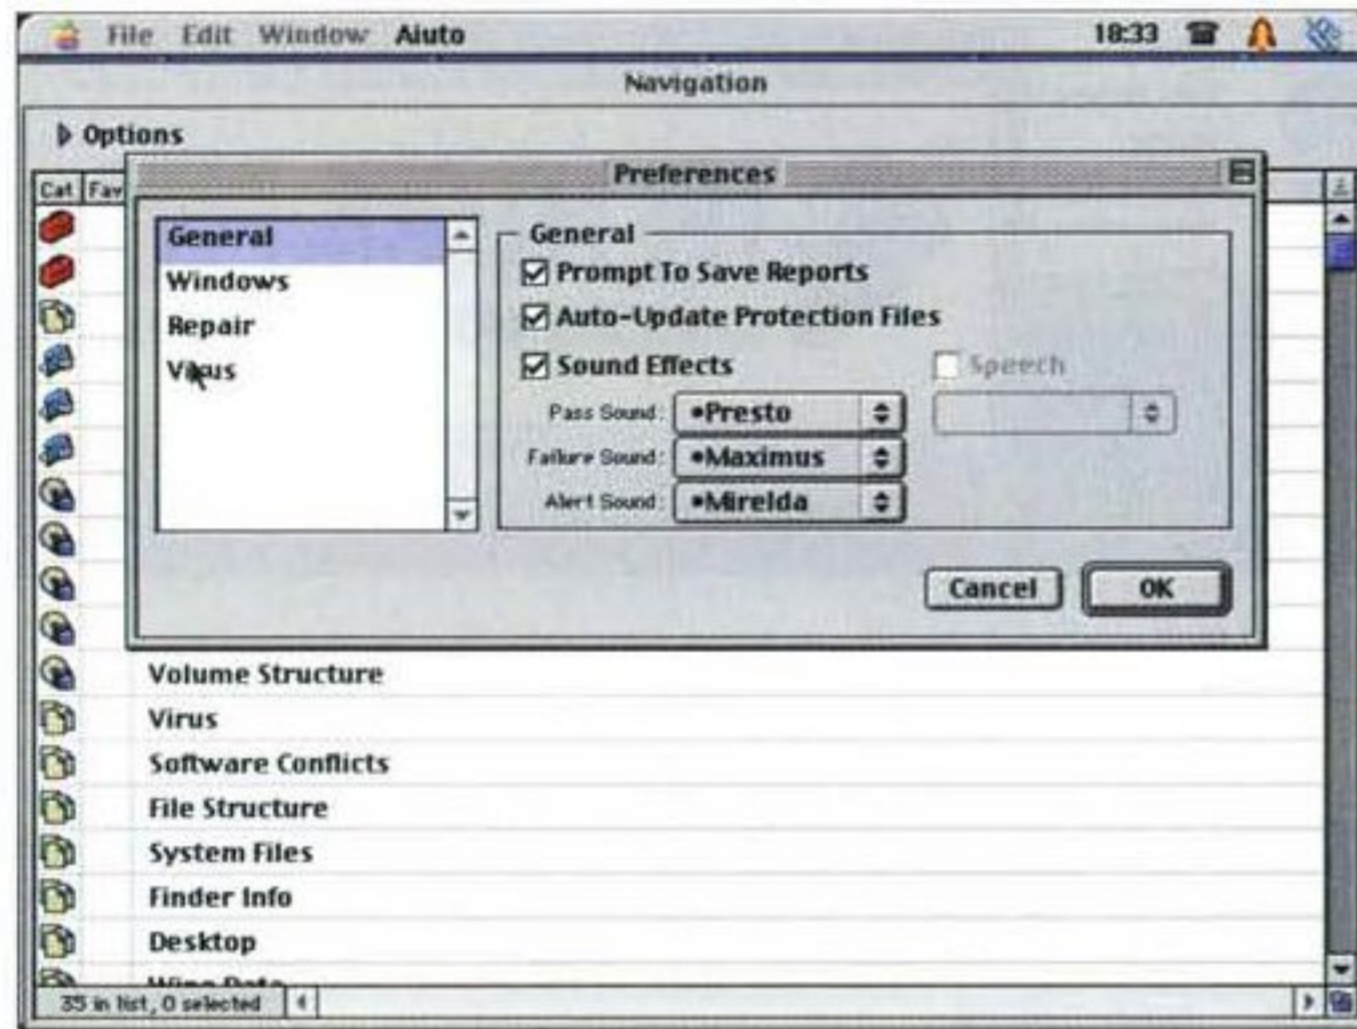 File Edit Window Aiuto 18:33
Navigation
Options
Preferences
Cat Fav
General
Windows
Repair
Virus
General
Prompt To Save Reports
Auto-Update Protection Files
Sound Effects Speech
Pass Sound: •Presto
Failure Sound: •Maximus
Alert Sound: •Mirelda
Cancel OK
Volume Structure
Virus
Software Conflicts
File Structure
System Files
Finder Info
Desktop
Wipe Data
35 in list, 0 selected